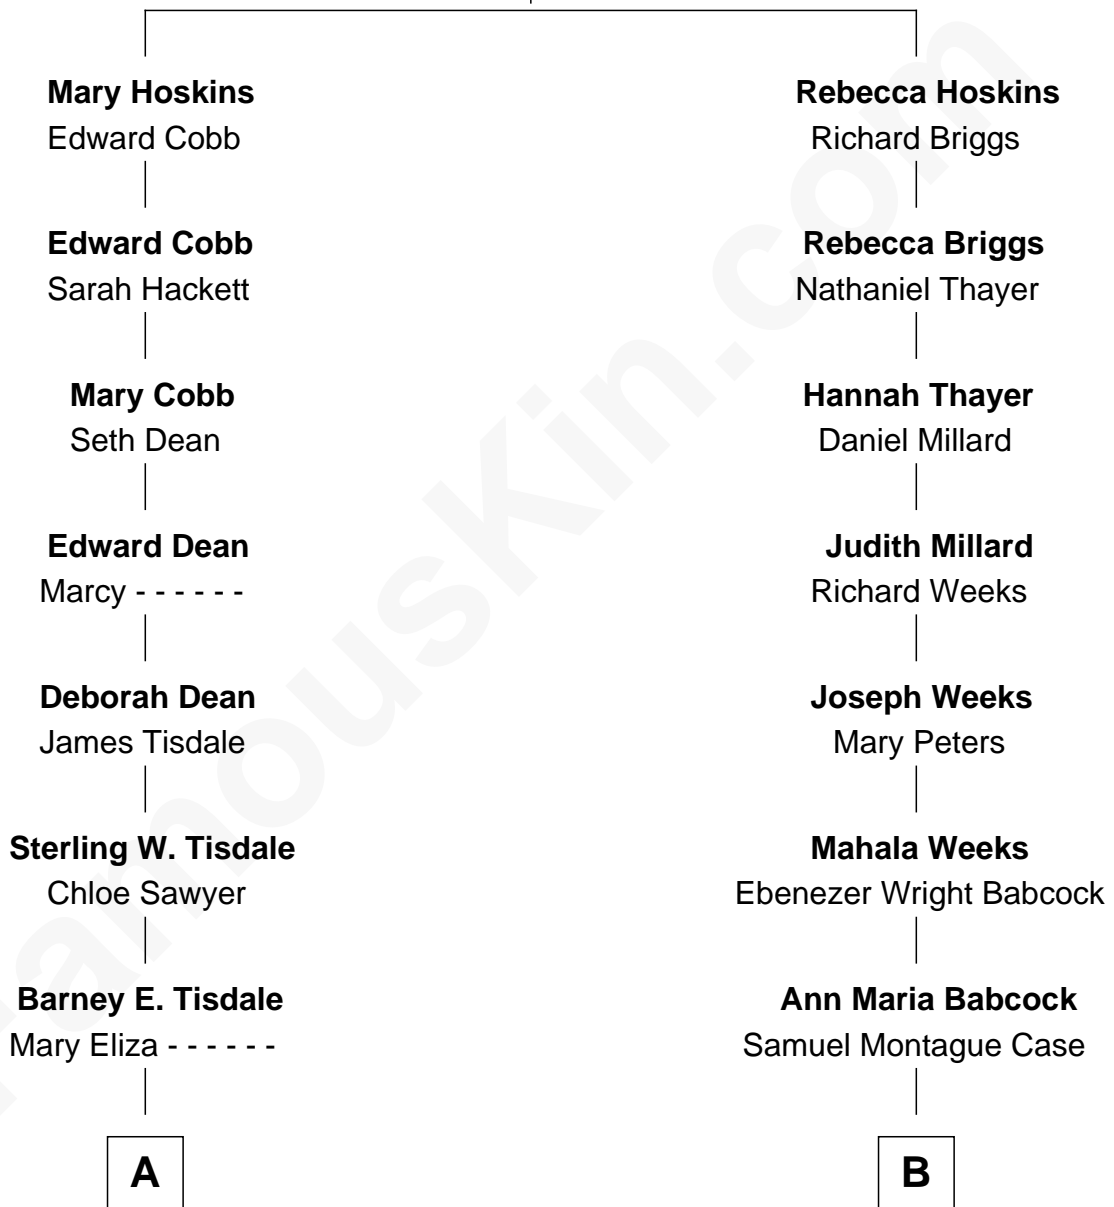 Mary Hoskins
Edward Cobb
Edward Cobb
Sarah Hackett
Mary Cobb
Seth Dean
Edward Dean
Marcy - - - - - -
Deborah Dean
James Tisdale
Sterling W. Tisdale
Chloe Sawyer
Barney E. Tisdale
Mary Eliza - - - - - -
A
Rebecca Hoskins
Richard Briggs
Rebecca Briggs
Nathaniel Thayer
Hannah Thayer
Daniel Millard
Judith Millard
Richard Weeks
Joseph Weeks
Mary Peters
Mahala Weeks
Ebenezer Wright Babcock
Ann Maria Babcock
Samuel Montague Case
B
FamousKin.com